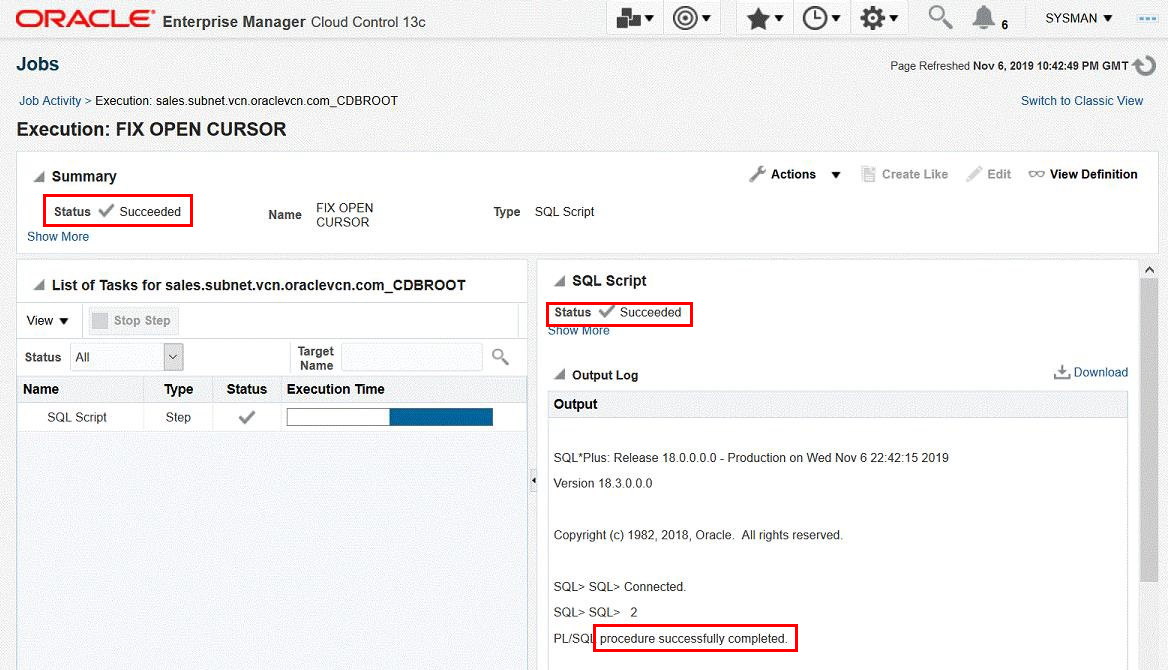 ORACLE® Enterprise Manager Cloud Control 13c
6
SYSMAN
Jobs
Page Refreshed Nov 6, 2019 10:42:49 PM GMT
Job Activity > Execution: sales.subnet.vcn.oraclevcn.com_CDBROOT
Switch to Classic View
Execution: FIX OPEN CURSOR
Summary
Actions
Create Like
Edit
View Definition
Status Succeeded
Name FIX OPEN
CURSOR
Type SQL Script
Show More
List of Tasks for sales.subnet.vcn.oraclevcn.com_CDBROOT
View
Stop Step
Status All
Target
Name
Name Type Status Execution Time
SQL Script Step
SQL Script
Status Succeeded
Show More
Output Log
Download
Output
SQL*Plus: Release 18.0.0.0.0 - Production on Wed Nov 6 22:42:15 2019
Version 18.3.0.0.0
Copyright (c) 1982, 2018, Oracle. All rights reserved.
SQL> SQL> Connected.
SQL> SQL> 2
PL/SQL procedure successfully completed.